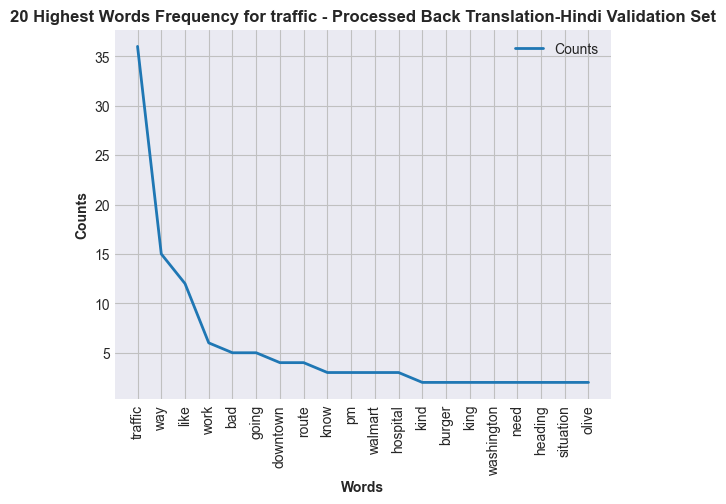 20 Highest Words Frequency for traffic - Processed Back Translation-Hindi Validation Set
Counts
35
30
25
20
15
10
5
Counts
traffic
way
like
work
bad
going
downtown
route
know
pm
walmart
hospital
kind
burger
king
washington
need
heading
situation
olive
Words